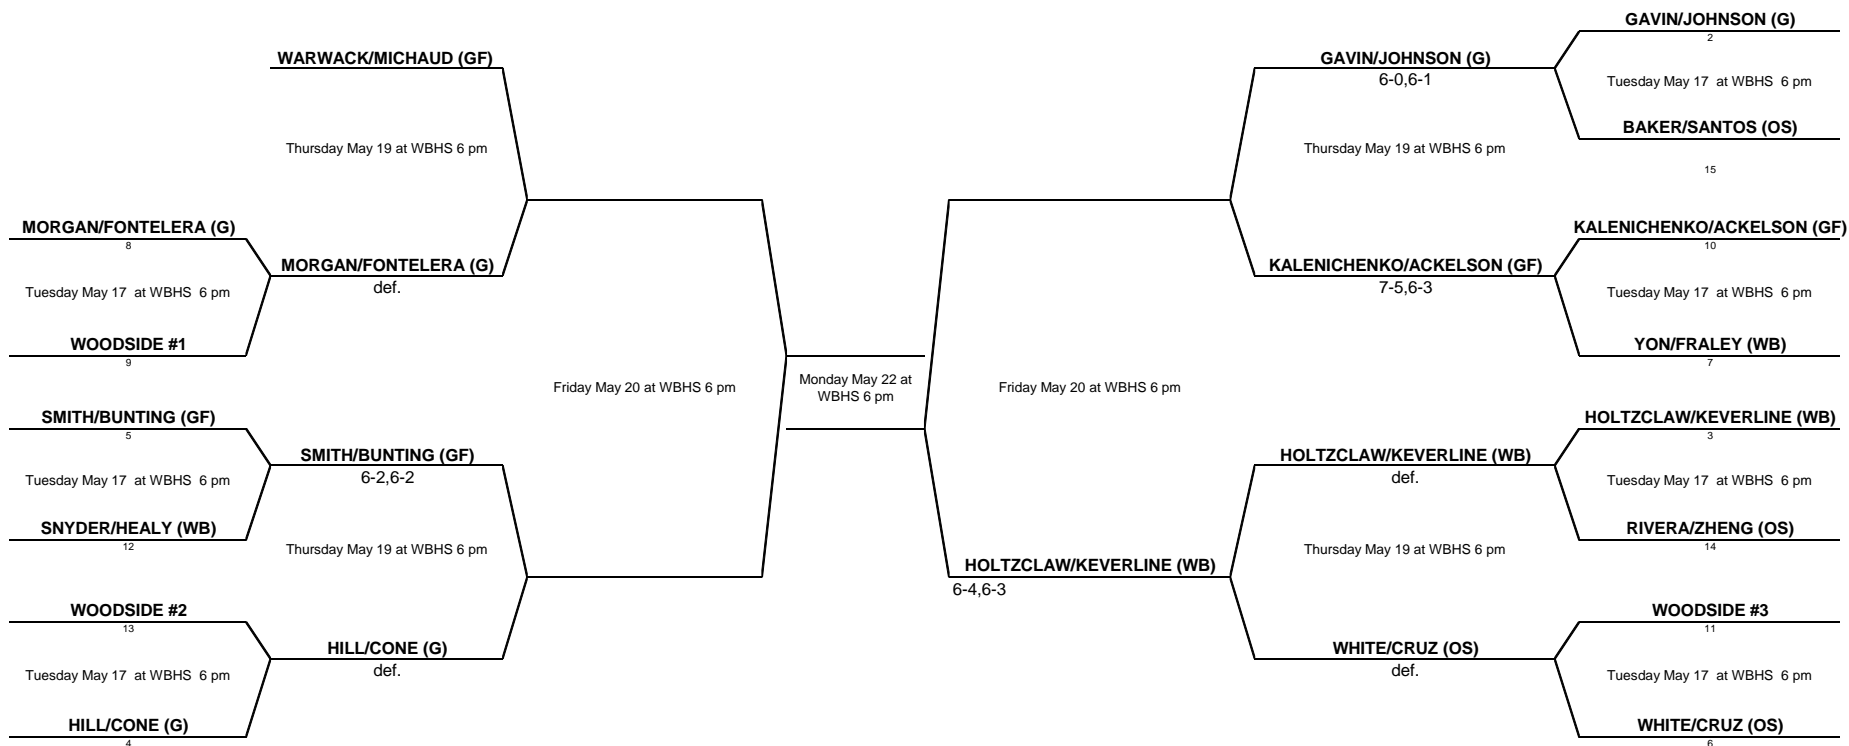 GAVIN/JOHNSON (G)
2
WARWACK/MICHAUD (GF)
GAVIN/JOHNSON (G)
6-0,6-1
Tuesday May 17 at WBHS 6 pm
BAKER/SANTOS (OS)
Thursday May 19 at WBHS 6 pm
Thursday May 19 at WBHS 6 pm
15
MORGAN/FONTELERA (G)
8
KALENICHENKO/ACKELSON (GF)
10
MORGAN/FONTELERA (G)
def.
KALENICHENKO/ACKELSON (GF)
7-5,6-3
Tuesday May 17 at WBHS 6 pm
Tuesday May 17 at WBHS 6 pm
WOODSIDE #1
9
YON/FRALEY (WB)
7
Friday May 20 at WBHS 6 pm
Monday May 22 at
WBHS 6 pm
Friday May 20 at WBHS 6 pm
SMITH/BUNTING (GF)
5
HOLTZCLAW/KEVERLINE (WB)
3
SMITH/BUNTING (GF)
6-2,6-2
HOLTZCLAW/KEVERLINE (WB)
def.
Tuesday May 17 at WBHS 6 pm
Tuesday May 17 at WBHS 6 pm
SNYDER/HEALY (WB)
12
RIVERA/ZHENG (OS)
14
Thursday May 19 at WBHS 6 pm
Thursday May 19 at WBHS 6 pm
HOLTZCLAW/KEVERLINE (WB)
6-4,6-3
WOODSIDE #2
13
WOODSIDE #3
11
HILL/CONE (G)
def.
WHITE/CRUZ (OS)
def.
Tuesday May 17 at WBHS 6 pm
Tuesday May 17 at WBHS 6 pm
HILL/CONE (G)
4
WHITE/CRUZ (OS)
6